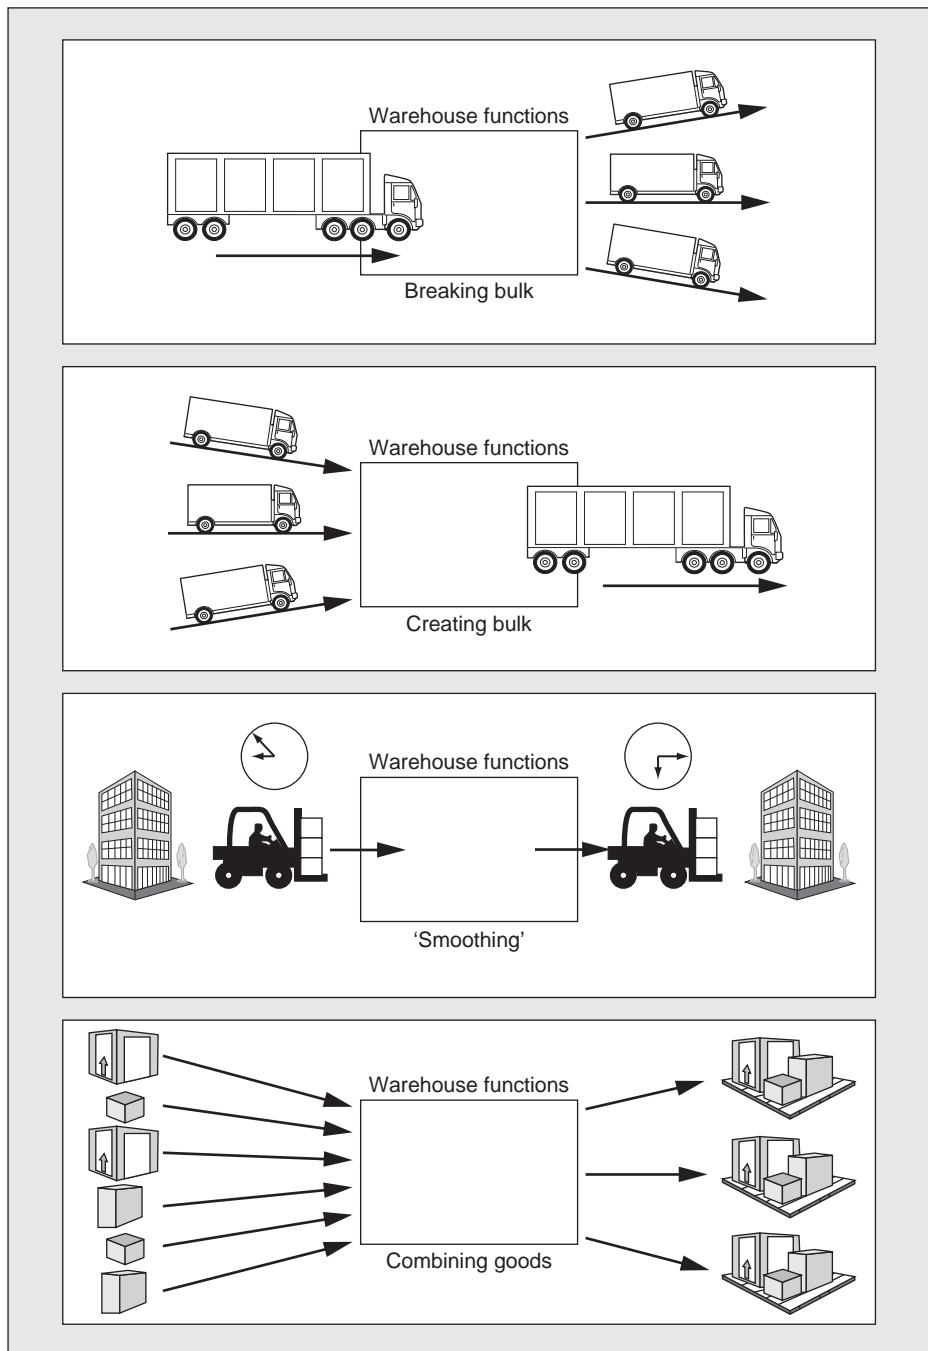 Warehouse functions
Breaking bulk
Warehouse functions
Creating bulk
Warehouse functions
‘Smoothing’
Warehouse functions
Combining goods